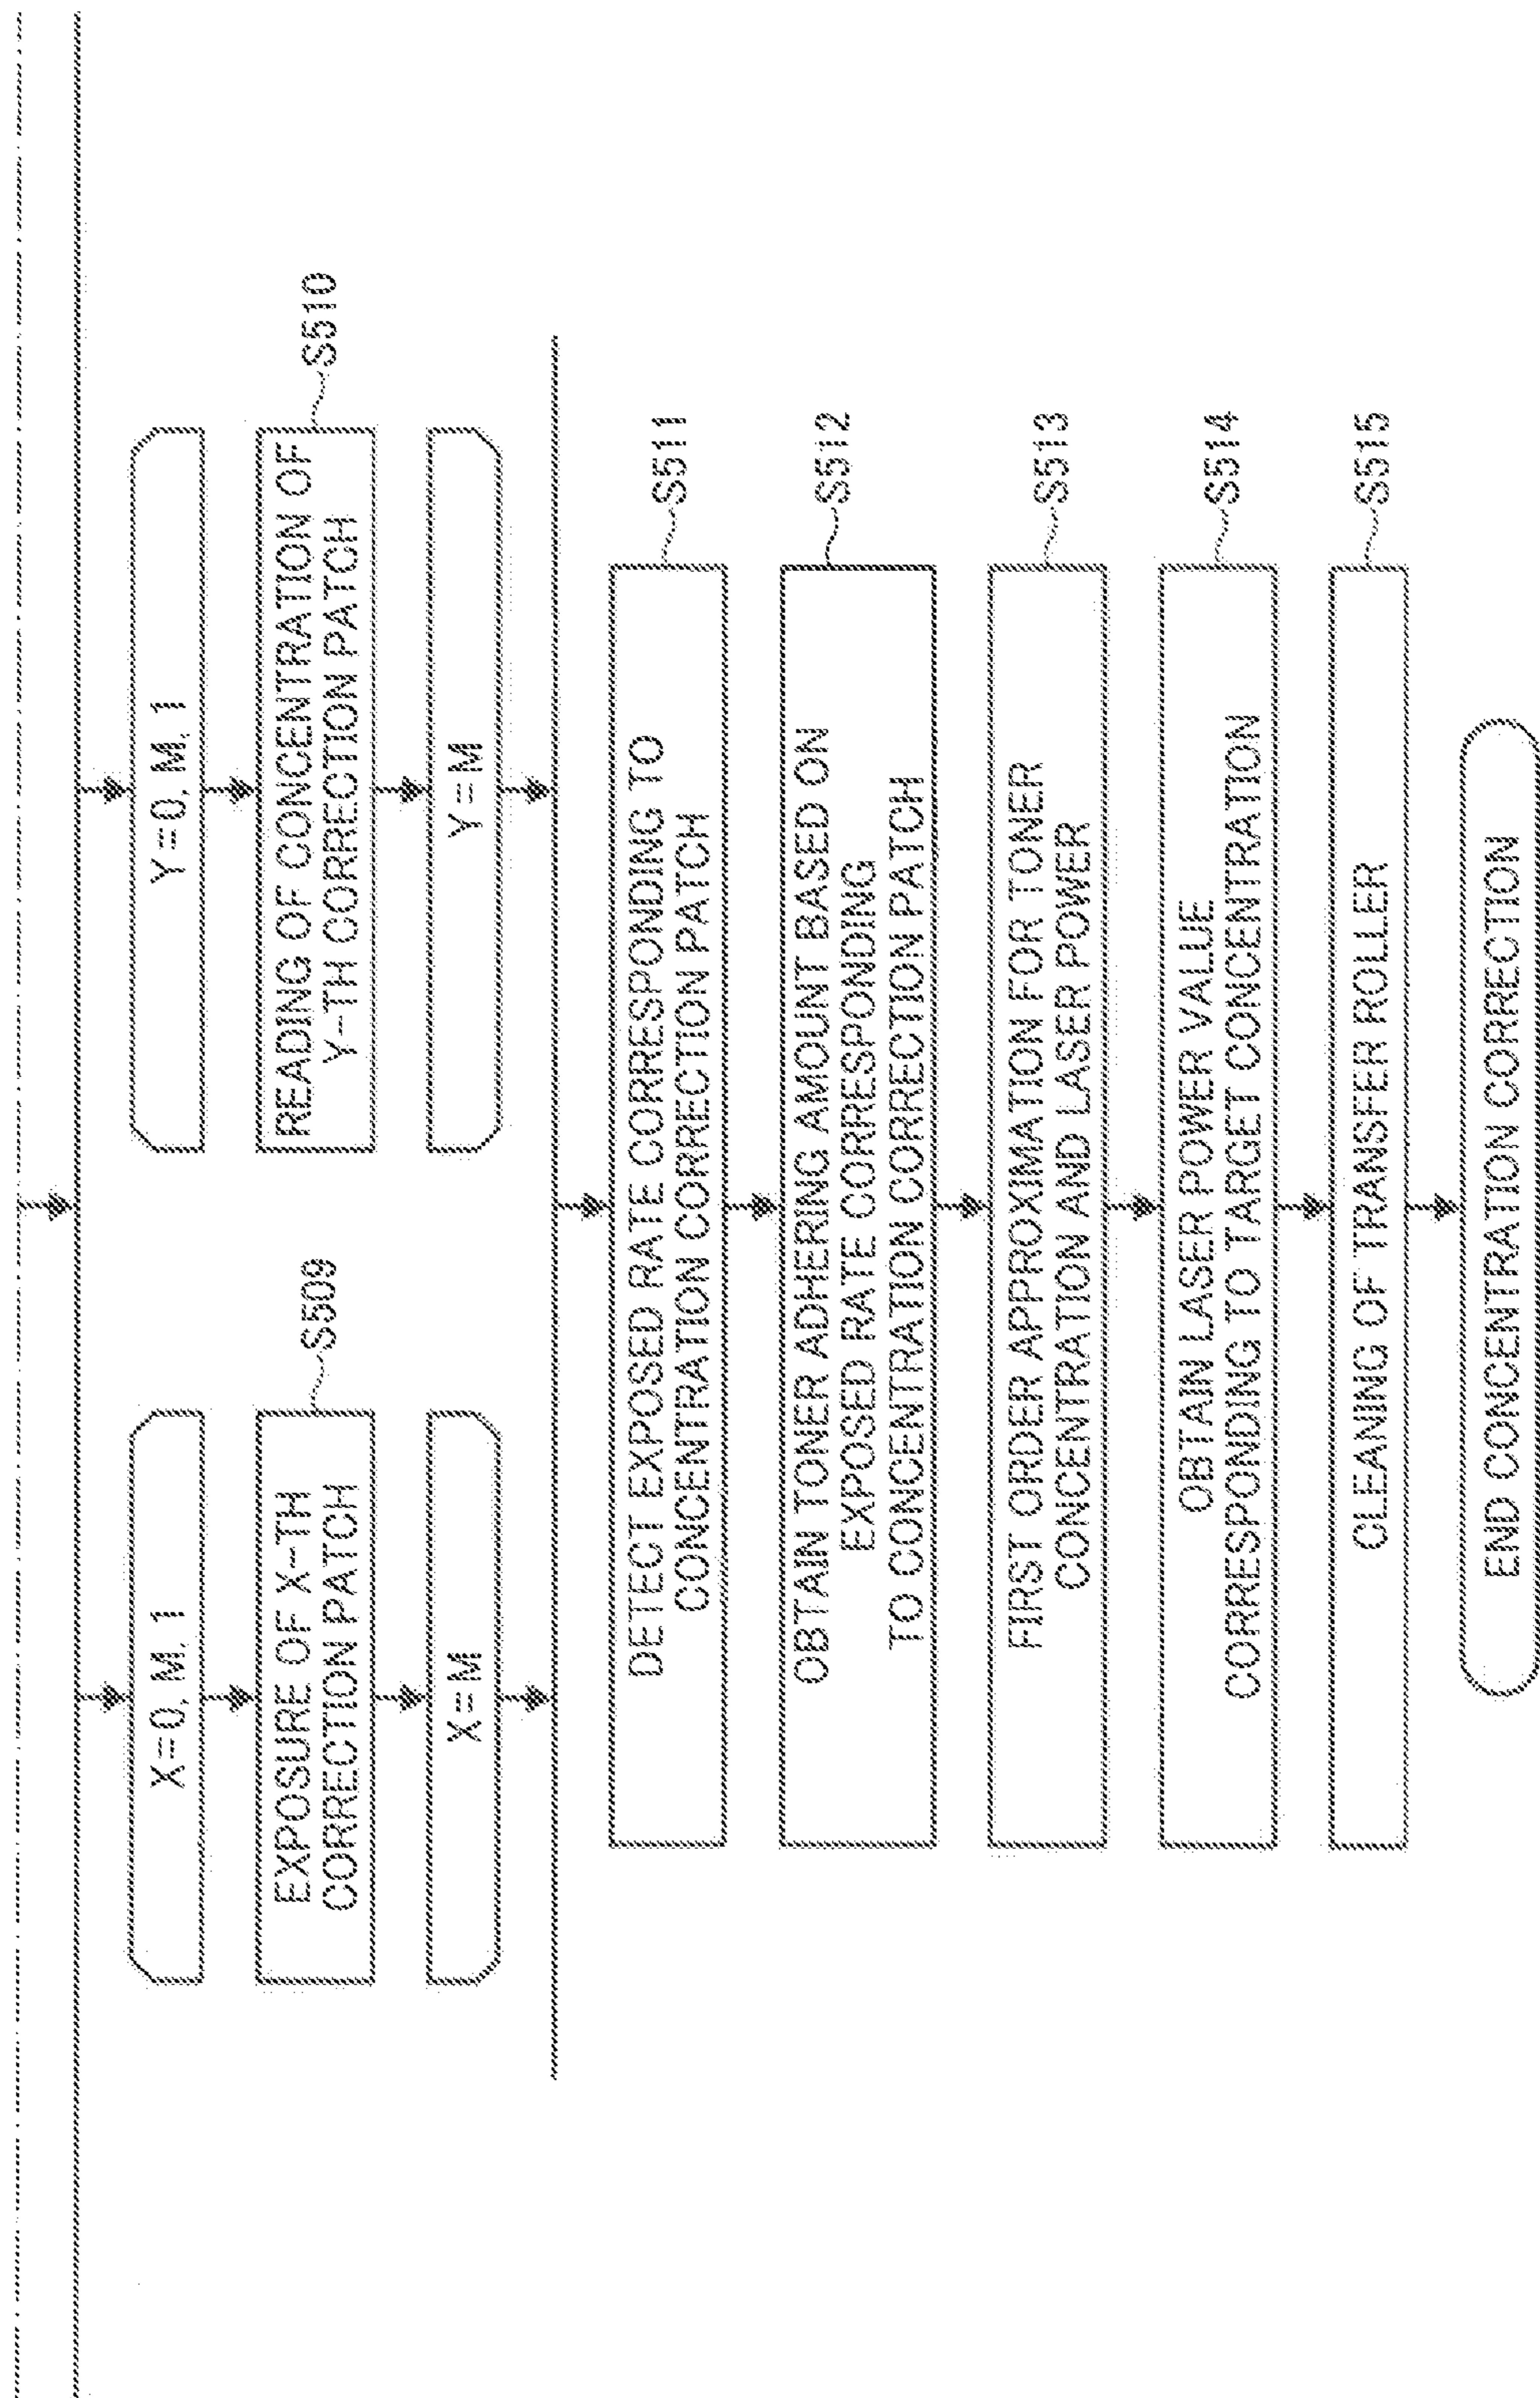 X=0, M, 1
EXPOSURE OF X-TH
CORRECTION PATCH
S509
X=M
Y=0, M, 1
READING OF CONCENTRATION OF
Y-TH CORRECTION PATCH
S510
Y=M
DETECT EXPOSED RATE CORRESPONDING TO
CONCENTRATION CORRECTION PATCH
S511
OBTAIN TONER ADHERING AMOUNT BASED ON
EXPOSED RATE CORRESPONDING
TO CONCENTRATION CORRECTION PATCH
S512
FIRST ORDER APPROXIMATION FOR TONER
CONCENTRATION AND LASER POWER
S513
OBTAIN LASER POWER VALUE
CORRESPONDING TO TARGET CONCENTRATION
S514
CLEANING OF TRANSFER ROLLER
S515
END CONCENTRATION CORRECTION